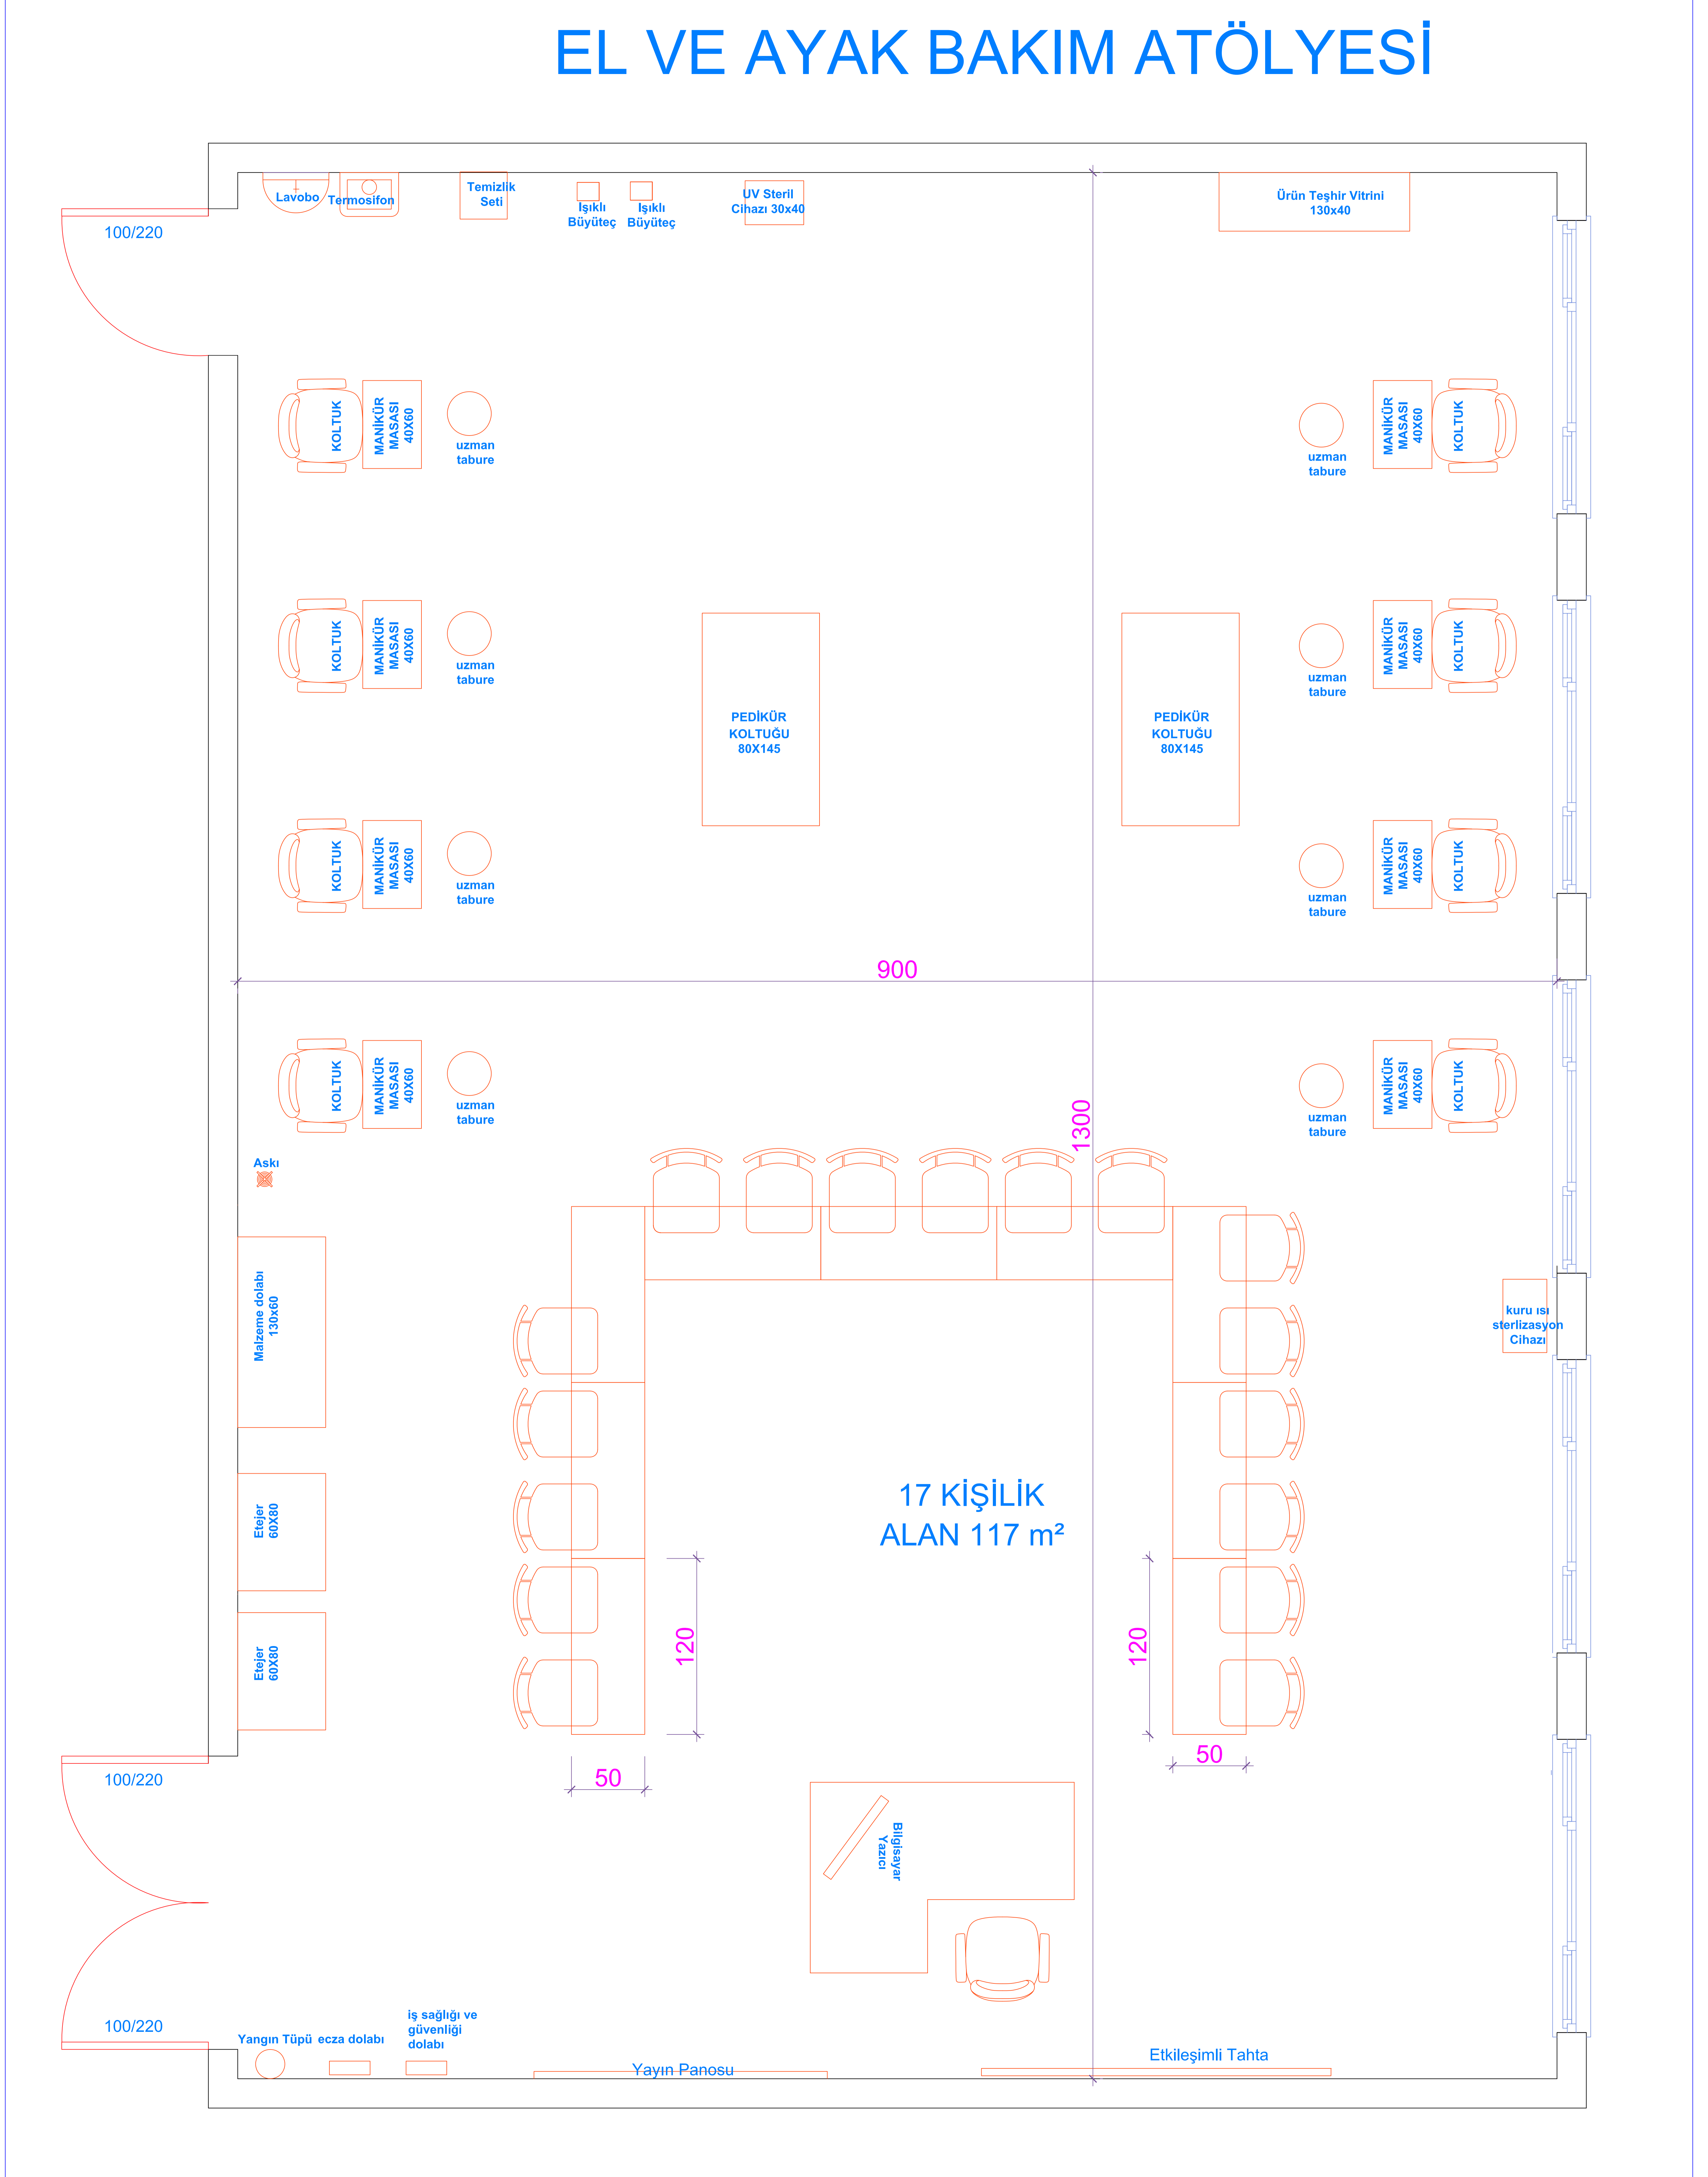 EL VE AYAK BAKIM ATÖLYESİ
Lavobo
Termosifon
Temizlik
Seti
Işıklı
Büyüteç
Işıklı
Büyüteç
UV Steril
Cihazı 30x40
Ürün Teşhir Vitrini
130x40
100/220
KOLTUK
MANİKÜR
MASASI
40X60
uzman
tabure
uzman
tabure
MANİKÜR
MASASI
40X60
KOLTUK
KOLTUK
MANİKÜR
MASASI
40X60
uzman
tabure
uzman
tabure
MANİKÜR
MASASI
40X60
KOLTUK
PEDİKÜR
KOLTUĞU
80X145
PEDİKÜR
KOLTUĞU
80X145
KOLTUK
MANİKÜR
MASASI
40X60
uzman
tabure
uzman
tabure
MANİKÜR
MASASI
40X60
KOLTUK
900
KOLTUK
MANİKÜR
MASASI
40X60
uzman
tabure
1300
uzman
tabure
MANİKÜR
MASASI
40X60
KOLTUK
Askı
Malzeme dolabı
130x60
kuru ısı
sterlizasyon
Cihazı
Etejer
60X80
17 KİŞİLİK
ALAN 117 m²
Etejer
60X80
120
120
50
50
100/220
Bilgisayar
Yazıcı
100/220
Yangın Tüpü
ecza dolabı
iş sağlığı ve
güvenliği
dolabı
Yayın Panosu
Etkileşimli Tahta